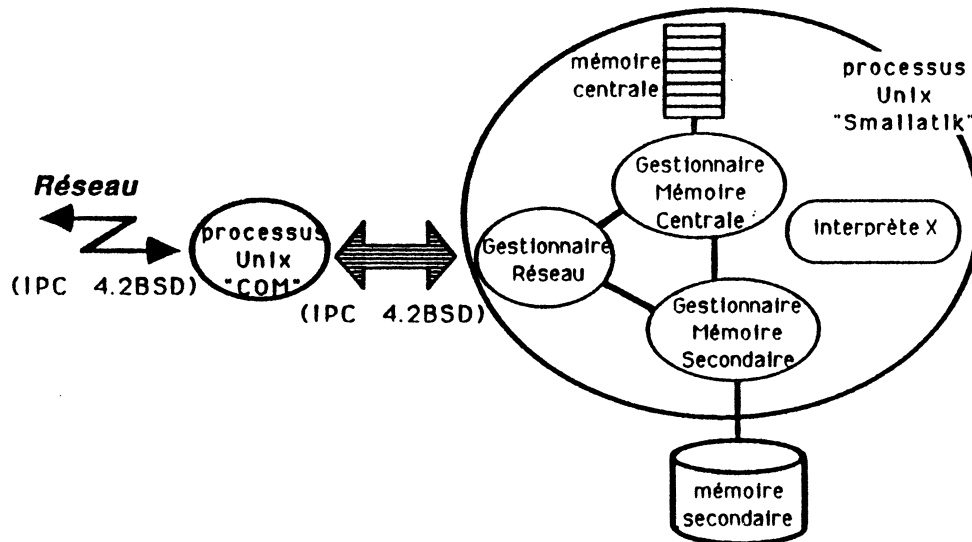 mémoire
centrale
processus
Unix
"Smallatlk"
Gestionnaire
Mémoire
Centrale
Réseau
processus
Unix
"COM"
Interprète X
Gestionnaire
Réseau
(IPC 4.2BSD)
(IPC 4.2BSD)
Gestionnaire
Mémoire
Secondaire
mémoire
secondaire